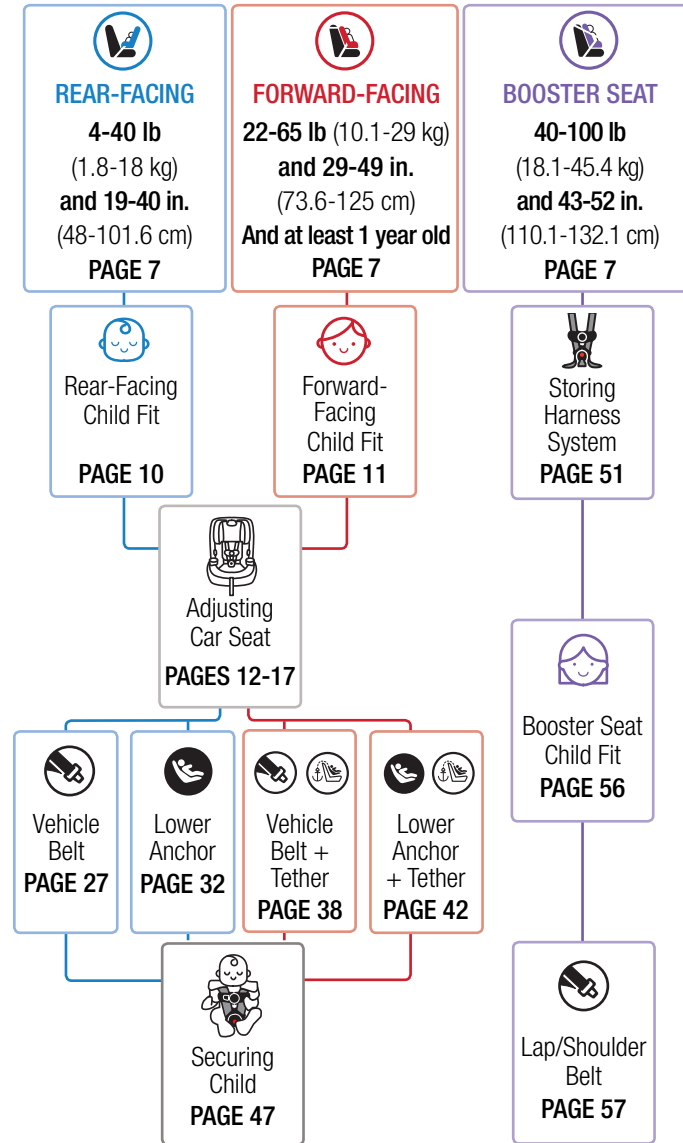 REAR-FACING
4-40 lb
(1.8-18 kg)
and 19-40 in.
(48-101.6 cm)
PAGE 7
FORWARD-FACING
22-65 lb (10.1-29 kg)
and 29-49 in.
(73.6-125 cm)
And at least 1 year old
PAGE 7
BOOSTER SEAT
40-100 lb
(18.1-45.4 kg)
and 43-52 in.
(110.1-132.1 cm)
PAGE 7
Rear-Facing
Child Fit
PAGE 10
Forward-
Facing
Child Fit
PAGE 11
Storing
Harness
System
PAGE 51
Adjusting
Car Seat
PAGES 12-17
Booster Seat
Child Fit
PAGE 56
Vehicle
Belt
PAGE 27
Lower
Anchor
PAGE 32
Vehicle
Belt +
Tether
PAGE 38
Lower
Anchor
+ Tether
PAGE 42
Securing
Child
PAGE 47
Lap/Shoulder
Belt
PAGE 57